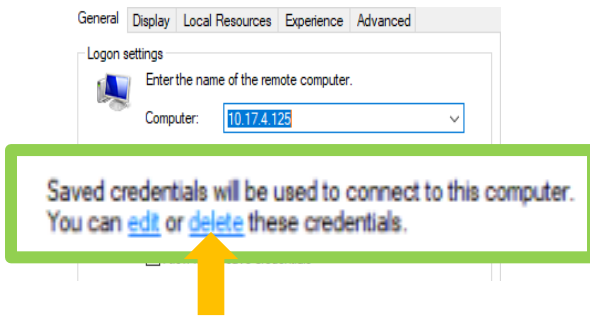 General Display Local Resources Experience Advanced
Logon settings
Enter the name of the remote computer.
Computer: 10.17.4.125
Saved credentials will be used to connect to this computer.
You can edit or delete these credentials.